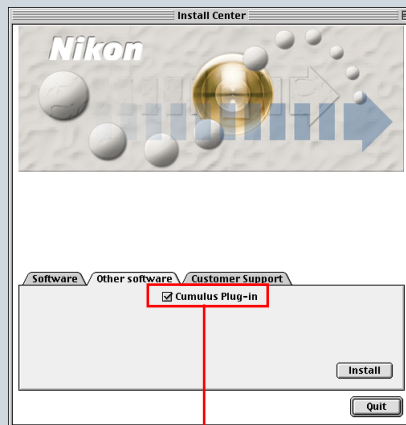 Install Center
Nikon
Software
Other software
Customer Support
Cumulus Plug-in
Install
Quit